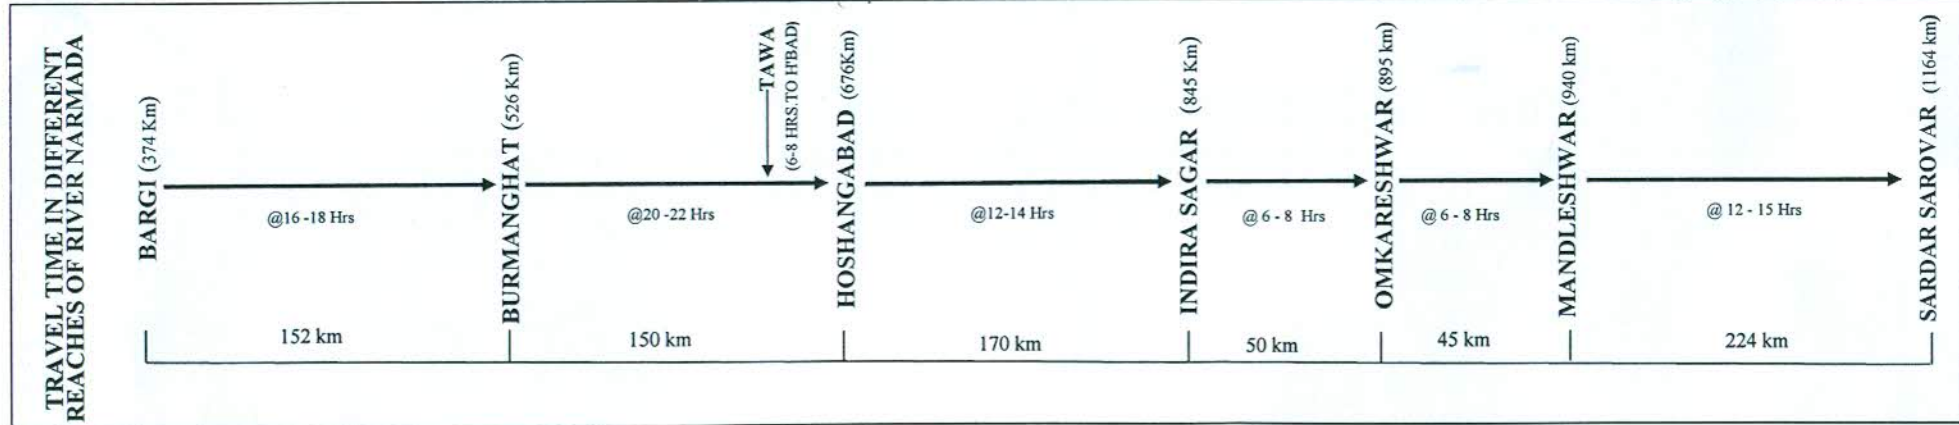 TRAVEL TIME IN DIFFERENT
REACHES OF RIVER NARMADA
BARGI (374 Km)
@16 -18 Hrs
BURMANGHAT (526 Km)
@20 -22 Hrs
TAWA
(6-8 HRS.TO H'BAD)
HOSHANGABAD (676Km)
@12-14 Hrs
INDIRA SAGAR (845 Km)
@ 6 - 8 Hrs
OMKARESHWAR (895 km)
@ 6 - 8 Hrs
MANDLESHWAR (940 km)
@ 12 - 15 Hrs
SARDAR SAROVAR (1164 km)
152 km
150 km
170 km
50 km
45 km
224 km